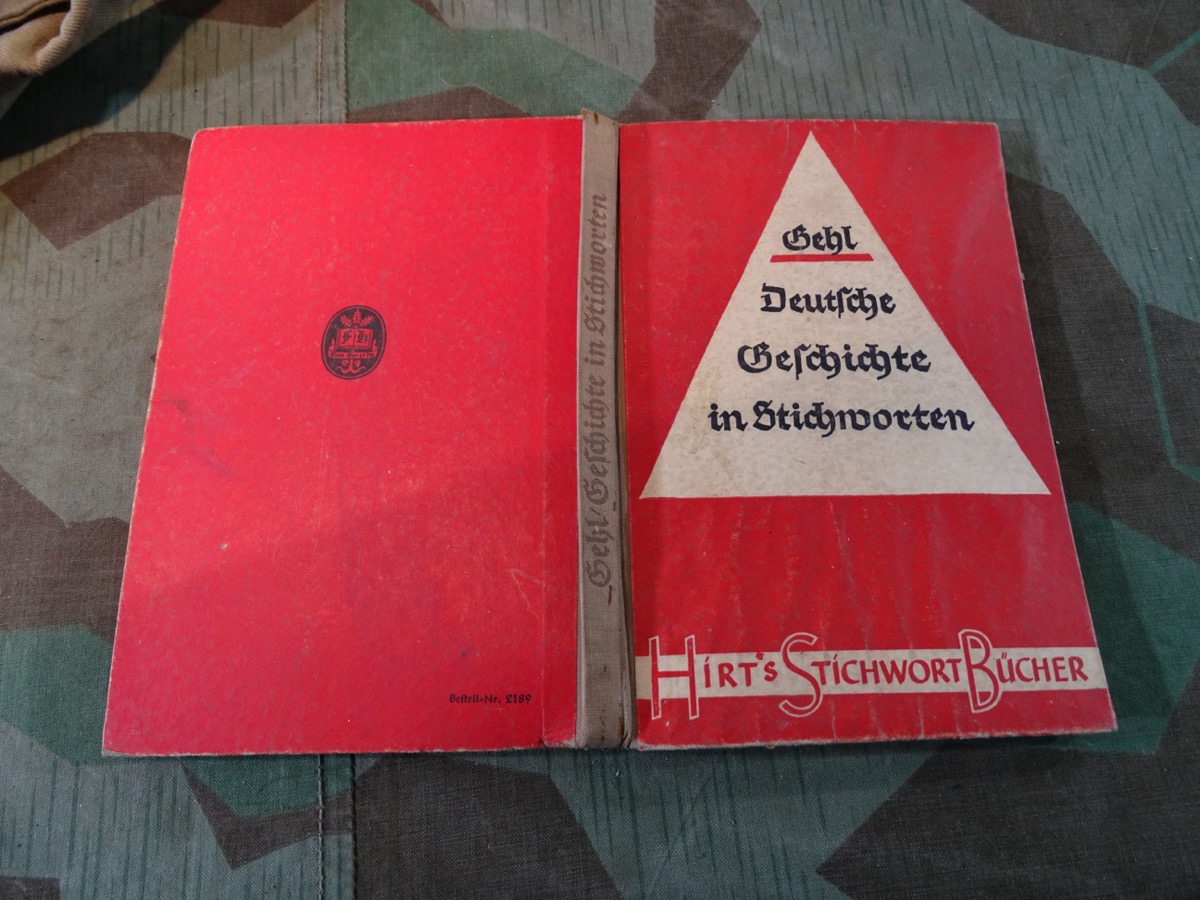 Gehl
Deutsche
Geschichte
in Stichworten
HIRT'S STICHWORT BÜCHER
Gehl / Geschichte in Stichworten
Bestell-Nr. 2189